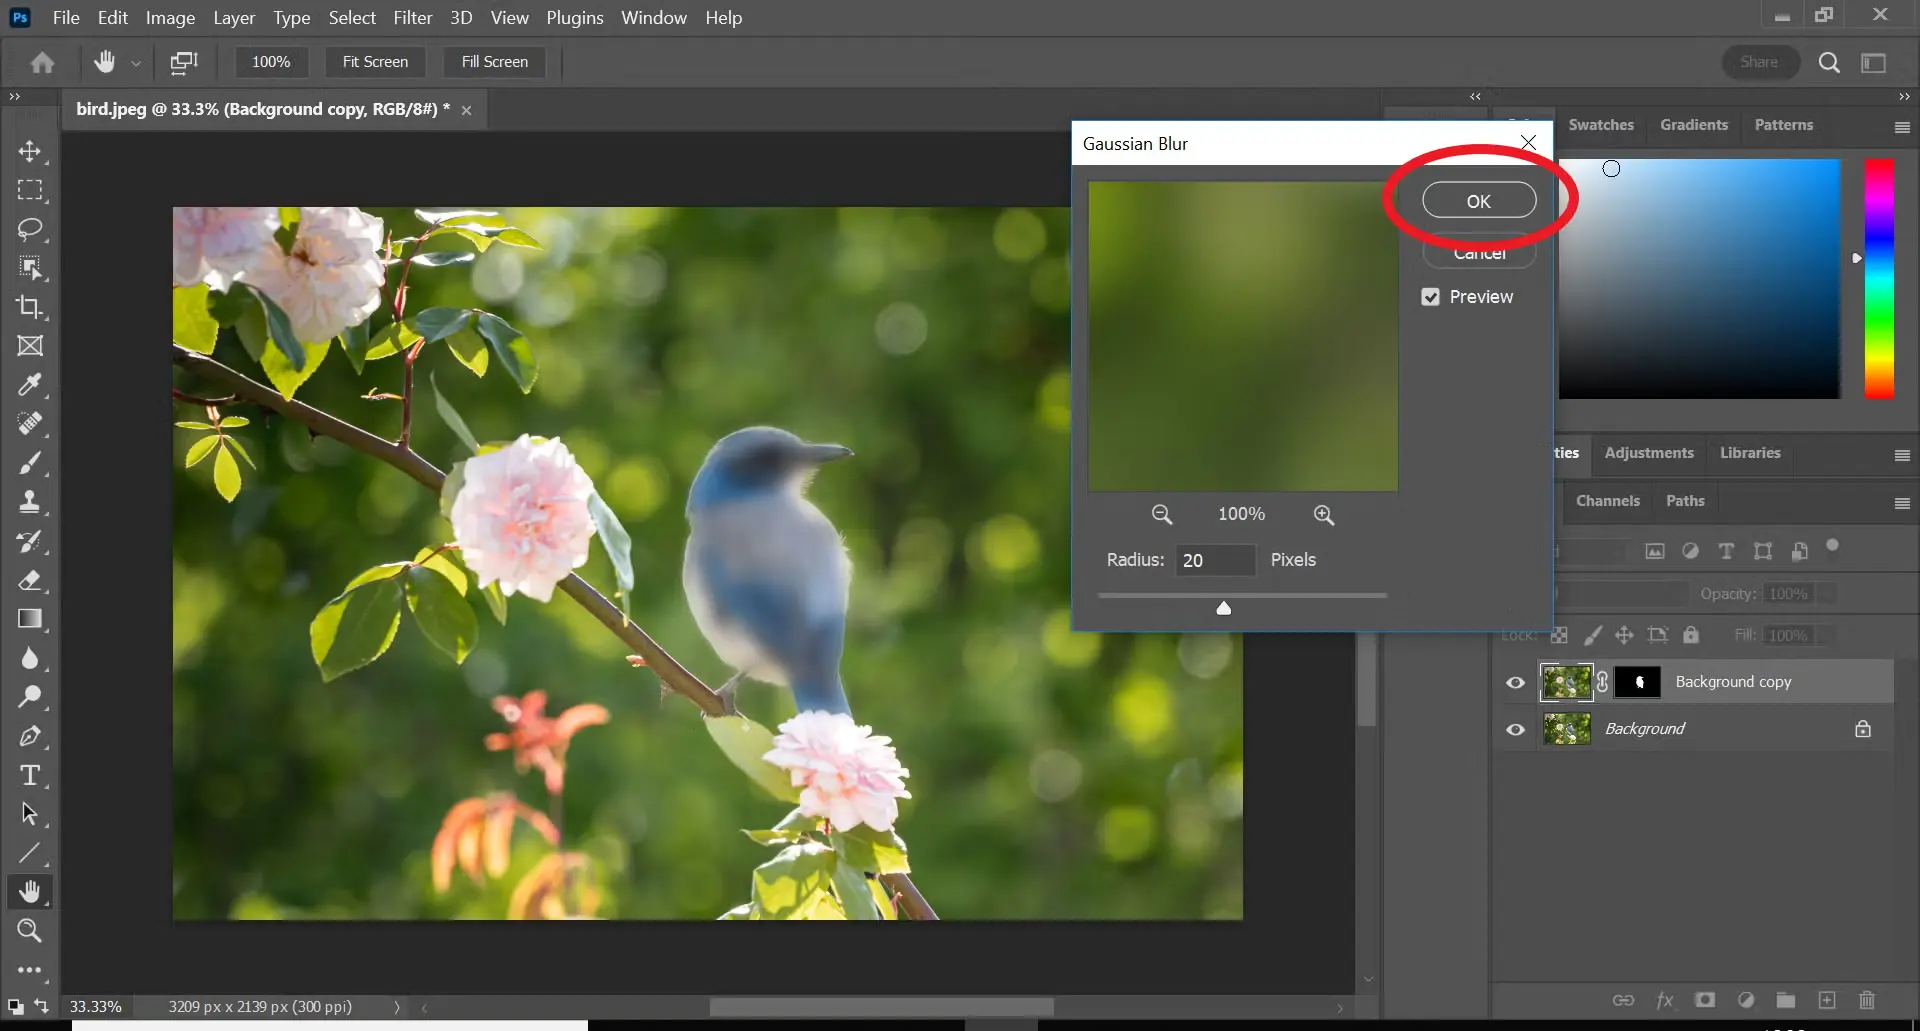 Ps File Edit Image Layer Type Select Filter 3D View Plugins Window Help
100% Fit Screen Fill Screen Share
bird.jpeg @ 33.3% (Background copy, RGB/8#) *
Swatches Gradients Patterns
Gaussian Blur
OK
Cancel
Preview
100%
Radius: 20 Pixels
ties Adjustments Libraries
Channels Paths
Opacity: 100%
Lock: Fill: 100%
Background copy
Background
fx
33.33% 3209 px x 2139 px (300 ppi)